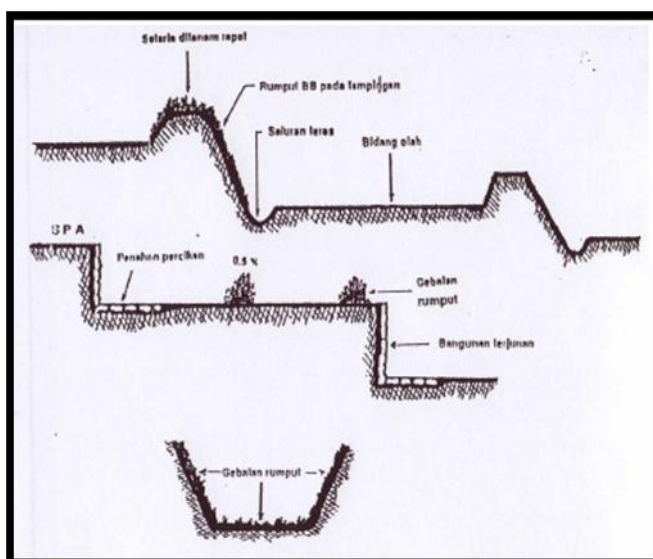 Setaria ditanam rapat
Rumput BB pada tampingan
Saluran teras
Bidang olah
SPA
Penahan percikan
0.5 %
Gebalan
rumput
Bangunan terjunan
Gebalan rumput